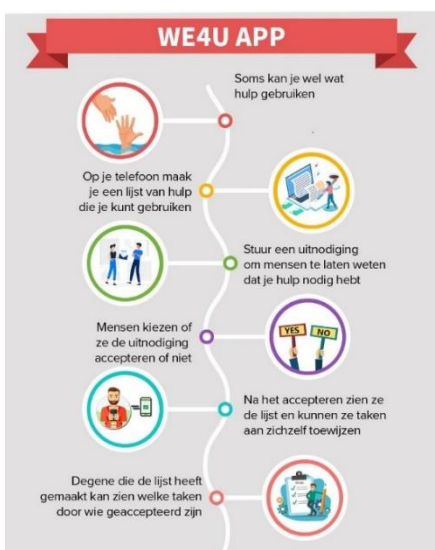 WE4U APP
Soms kan je wel wat
hulp gebruiken
Op je telefoon maak
je een lijst van hulp
die je kunt gebruiken
Stuur een uitnodiging
om mensen te laten weten
dat je hulp nodig hebt
YES
NO
Mensen kiezen of
ze de uitnodiging
accepteren of niet
Na het accepteren zien ze
de lijst en kunnen ze taken
aan zichzelf toewijzen
Degene die de lijst heeft
gemaakt kan zien welke taken
door wie geaccepteerd zijn